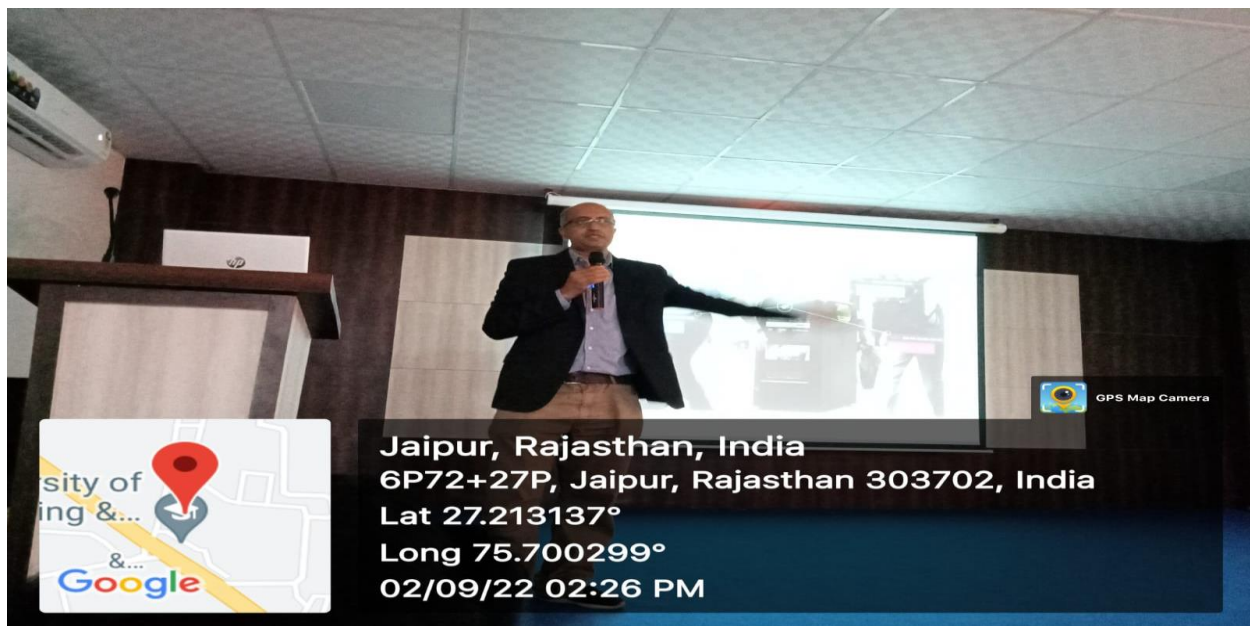 hp
GPS Map Camera
sity of
ing &...
&...
Google
Jaipur, Rajasthan, India
6P72+27P, Jaipur, Rajasthan 303702, India
Lat 27.213137°
Long 75.700299°
02/09/22 02:26 PM